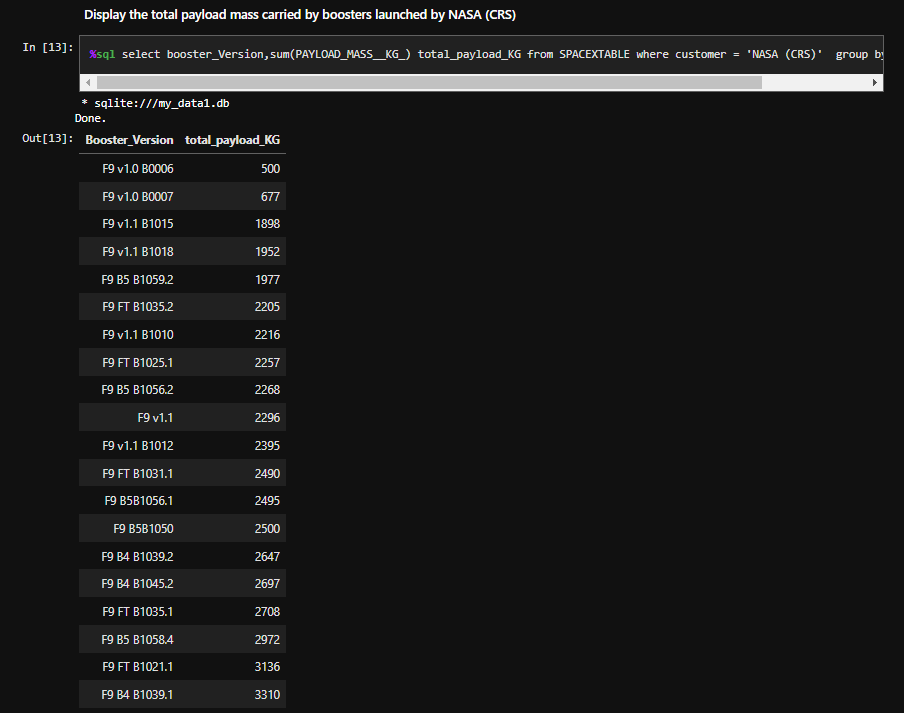 Display the total payload mass carried by boosters launched by NASA (CRS)
In [13]: %sql select booster_Version,sum(PAYLOAD_MASS__KG_) total_payload_KG from SPACEXTABLE where customer = 'NASA (CRS)'  group by
* sqlite:///my_data1.db
Done.
Out[13]: Booster_Version total_payload_KG
F9 v1.0 B0006 500
F9 v1.0 B0007 677
F9 v1.1 B1015 1898
F9 v1.1 B1018 1952
F9 B5 B1059.2 1977
F9 FT B1035.2 2205
F9 v1.1 B1010 2216
F9 FT B1025.1 2257
F9 B5 B1056.2 2268
F9 v1.1 2296
F9 v1.1 B1012 2395
F9 FT B1031.1 2490
F9 B5B1056.1 2495
F9 B5B1050 2500
F9 B4 B1039.2 2647
F9 B4 B1045.2 2697
F9 FT B1035.1 2708
F9 B5 B1058.4 2972
F9 FT B1021.1 3136
F9 B4 B1039.1 3310